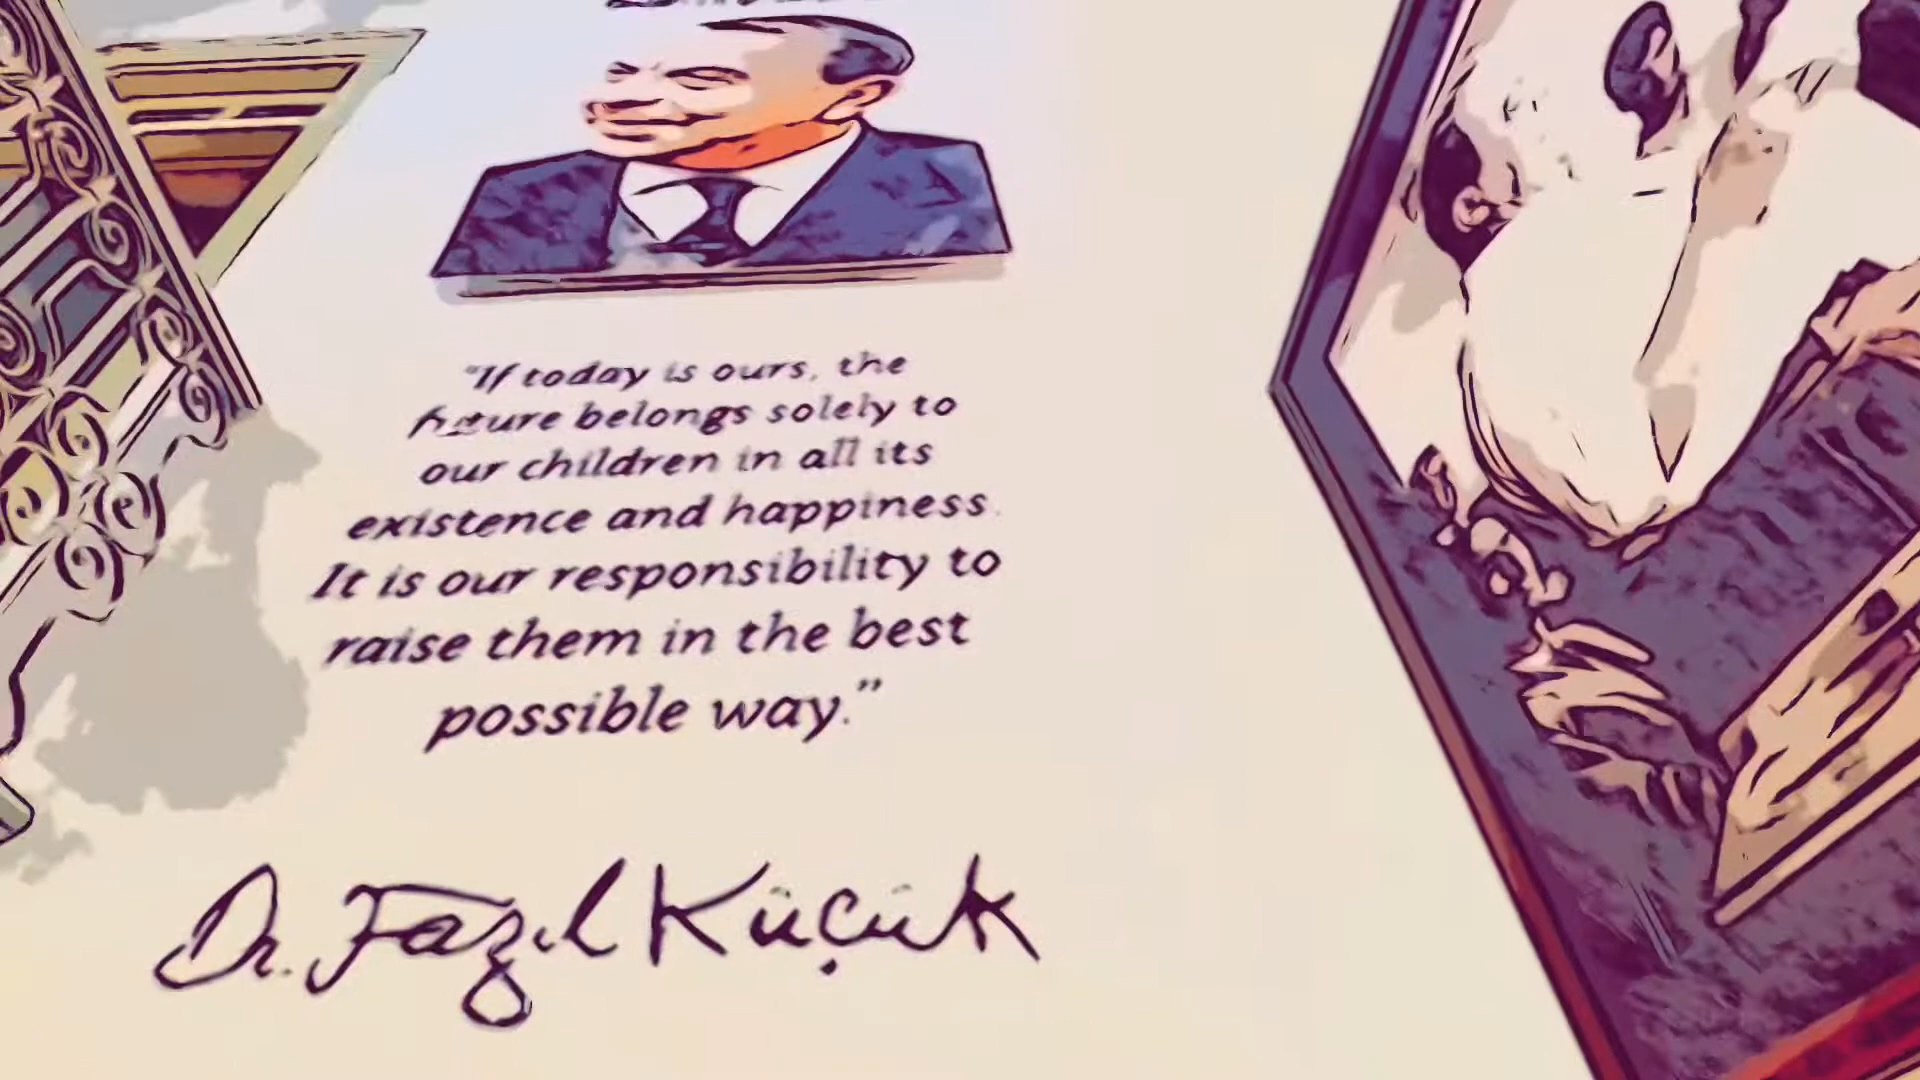 "If today is ours, the
future belongs solely to
our children in all its
existence and happiness.
It is our responsibility to
raise them in the best
possible way."
Dr. Fazıl Küçük